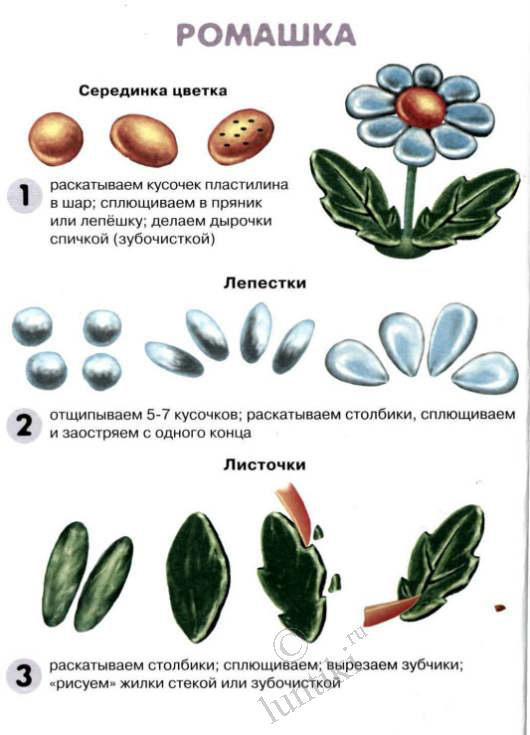 РОМАШКА
Серединка цветка
1
раскатываем кусочек пластилина
в шар; сплющиваем в пряник
или лепёшку; делаем дырочки
спичкой (зубочисткой)
Лепестки
2
отщипываем 5-7 кусочков; раскатываем столбики, сплющиваем
и заостряем с одного конца
Листочки
3
раскатываем столбики; сплющиваем; вырезаем зубчики;
«рисуем» жилки стекой или зубочисткой